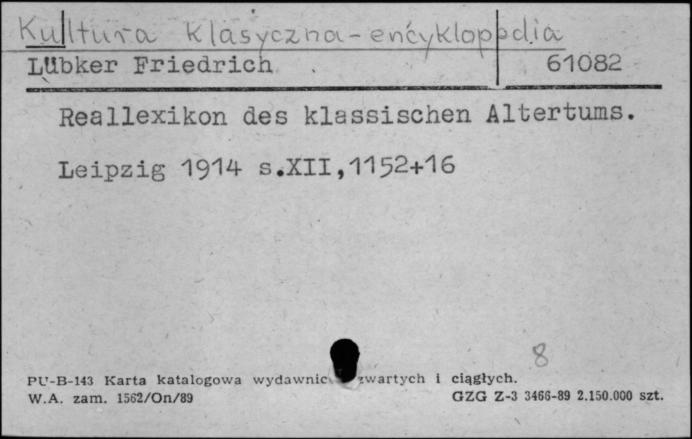 Kultura klasyczna - encyklopedia
Lübker Friedrich 61082
Reallexikon des klassischen Altertums.
Leipzig 1914 s.XII,1152+16
8
PU-B-143 Karta katalogowa wydawnic zwartych i ciągłych.
W.A. zam. 1562/On/89 GZG Z-3 3466-89 2.150.000 szt.